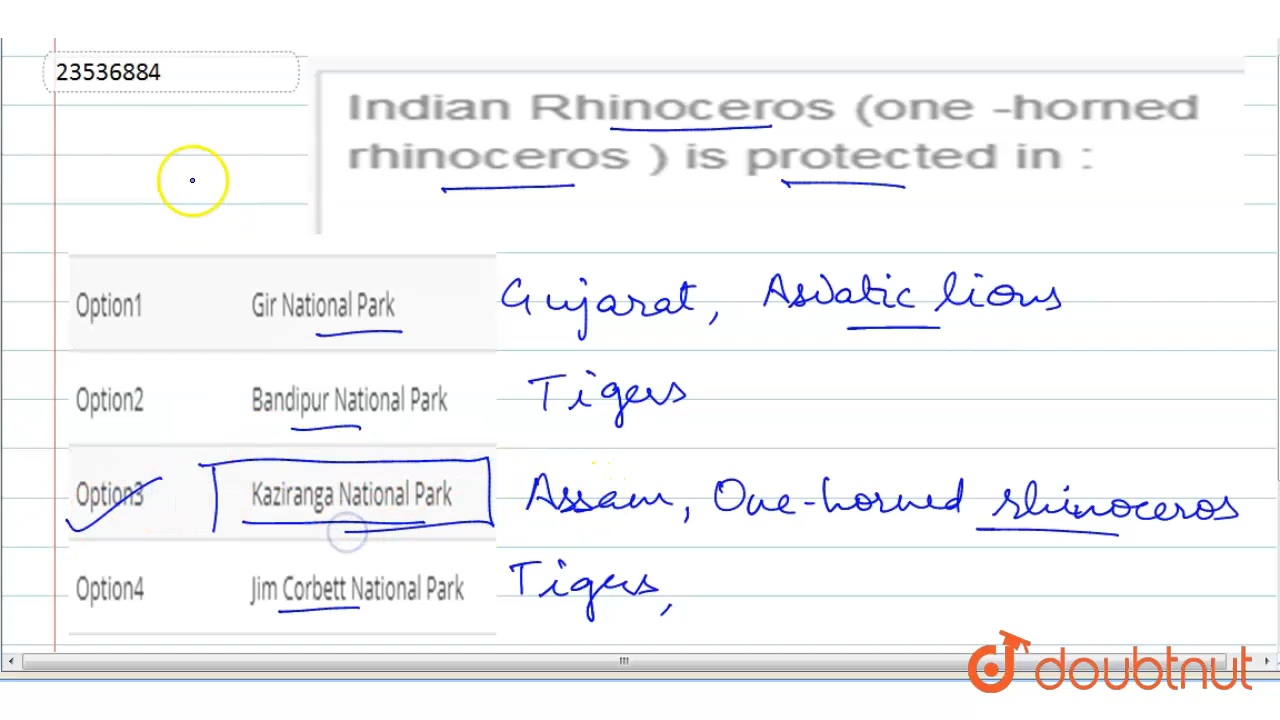 23536884
Indian Rhinoceros (one -horned
rhinoceros ) is protected in :
Option1 Gir National Park Gujarat, Asiatic lions
Option2 Bandipur National Park Tigers
Option3 Kaziranga National Park Assam, One-horned rhinoceros
Option4 Jim Corbett National Park Tigers,
doubtnut